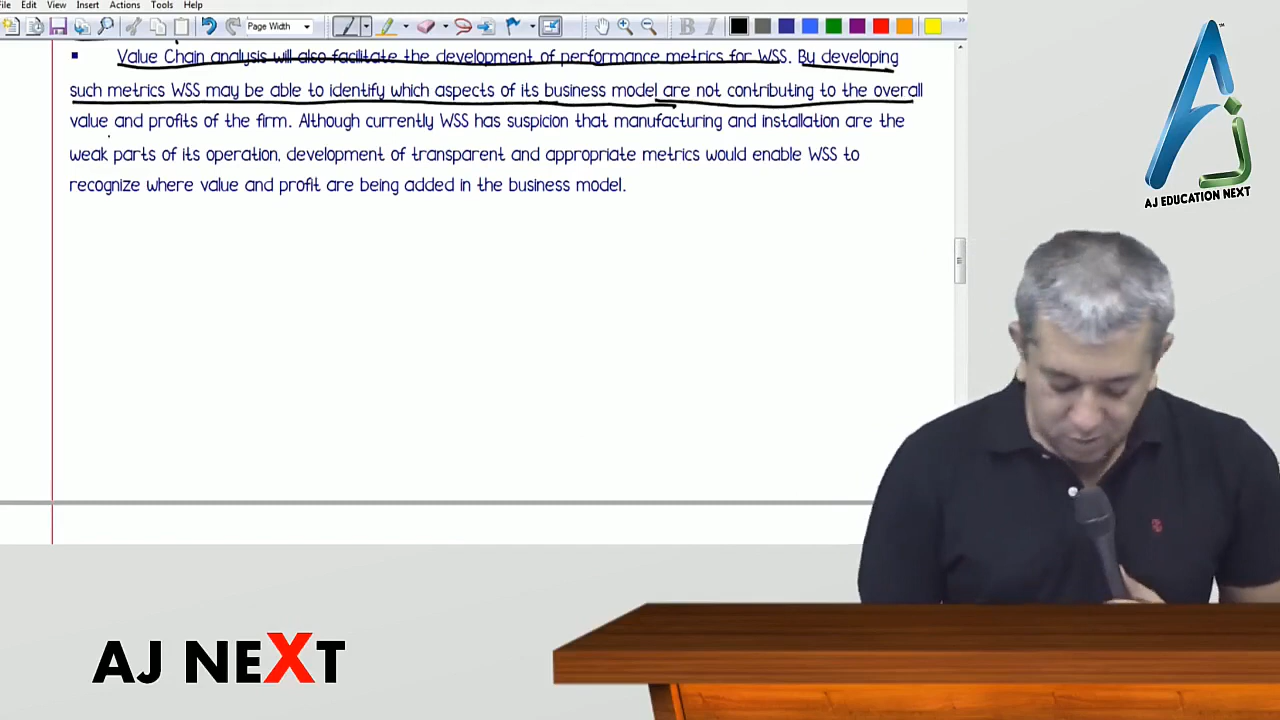 File Edit View Insert Actions Tools Help
Page Width
B I
Value Chain analysis will also facilitate the development of performance metrics for WSS. By developing
such metrics WSS may be able to identify which aspects of its business model are not contributing to the overall
value and profits of the firm. Although currently WSS has suspicion that manufacturing and installation are the
weak parts of its operation, development of transparent and appropriate metrics would enable WSS to
recognize where value and profit are being added in the business model.
AJ EDUCATION NEXT
AJ NEXT